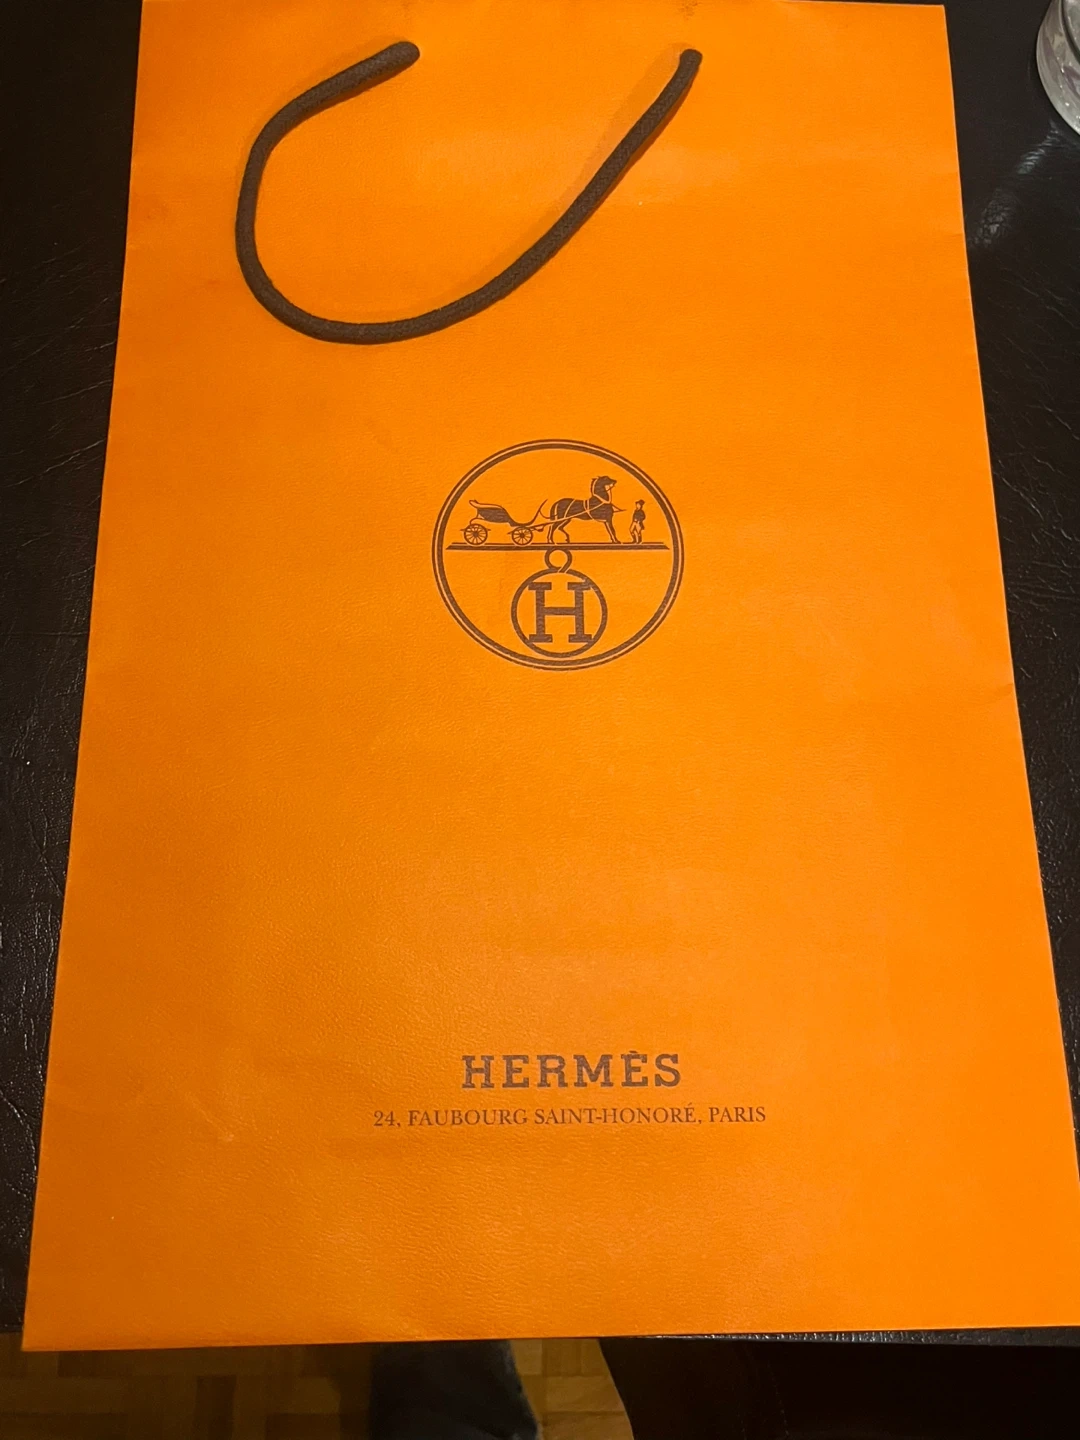 H
HERMÈS
24, FAUBOURG SAINT-HONORÉ, PARIS